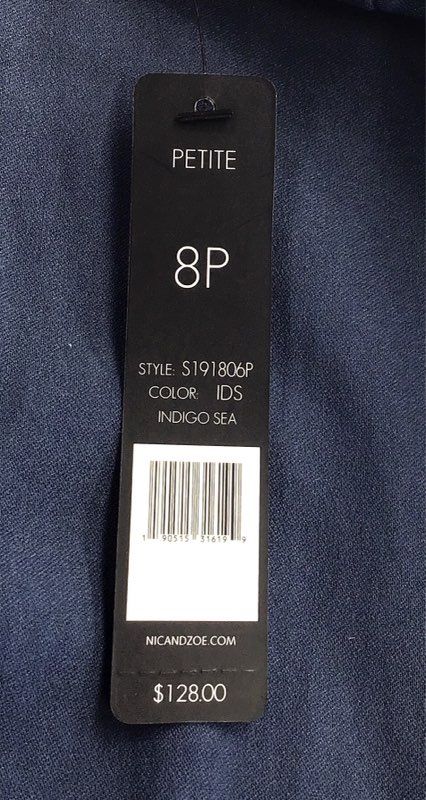 PETITE
8P
STYLE: S191806P
COLOR: IDS
INDIGO SEA
1 90515 31619 9
NICANDZOE.COM
$128.00